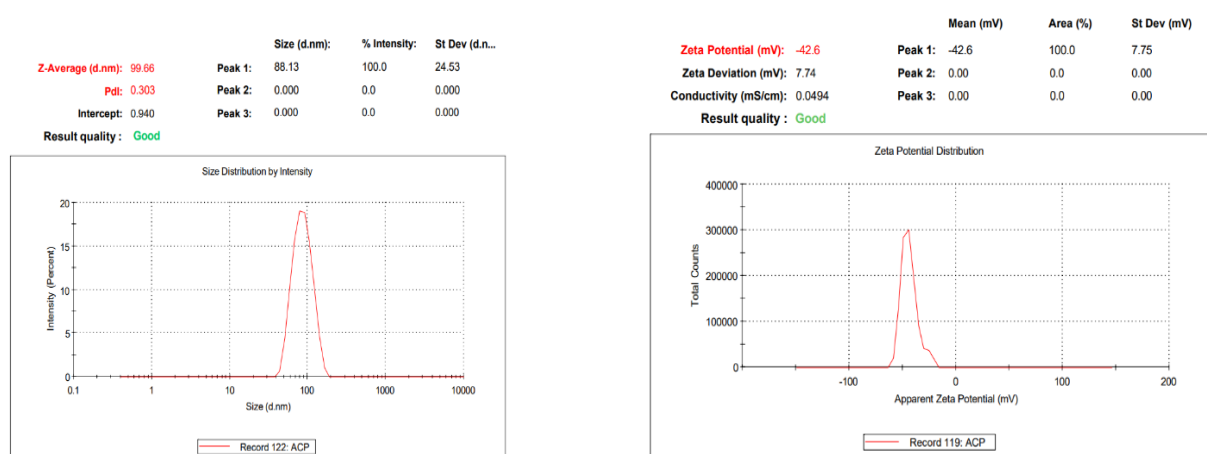 Size (d.nm): % Intensity: St Dev (d.n...
Z-Average (d.nm): 99.66 Peak 1: 88.13 100.0 24.53
PdI: 0.303 Peak 2: 0.000 0.0 0.000
Intercept: 0.940 Peak 3: 0.000 0.0 0.000
Result quality : Good
Size Distribution by Intensity
Intensity (Percent)
20
15
10
5
0
0.1 1 10 100 1000 10000
Size (d.nm)
Record 122: ACP
Mean (mV) Area (%) St Dev (mV)
Zeta Potential (mV): -42.6 Peak 1: -42.6 100.0 7.75
Zeta Deviation (mV): 7.74 Peak 2: 0.00 0.0 0.00
Conductivity (mS/cm): 0.0494 Peak 3: 0.00 0.0 0.00
Result quality : Good
Zeta Potential Distribution
Total Counts
400000
300000
200000
100000
0
-100 0 100 200
Apparent Zeta Potential (mV)
Record 119: ACP